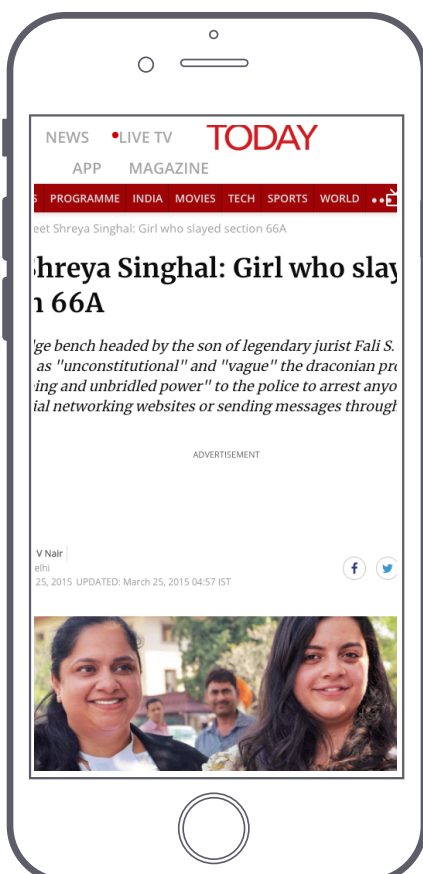 NEWS LIVE TV TODAY
APP MAGAZINE
S PROGRAMME INDIA MOVIES TECH SPORTS WORLD
eet Shreya Singhal: Girl who slayed section 66A
Shreya Singhal: Girl who slay
n 66A
dge bench headed by the son of legendary jurist Fali S.
as "unconstitutional" and "vague" the draconian pro
ing and unbridled power" to the police to arrest anyo
ial networking websites or sending messages through
ADVERTISEMENT
V Nair
elhi
25, 2015 UPDATED: March 25, 2015 04:57 IST